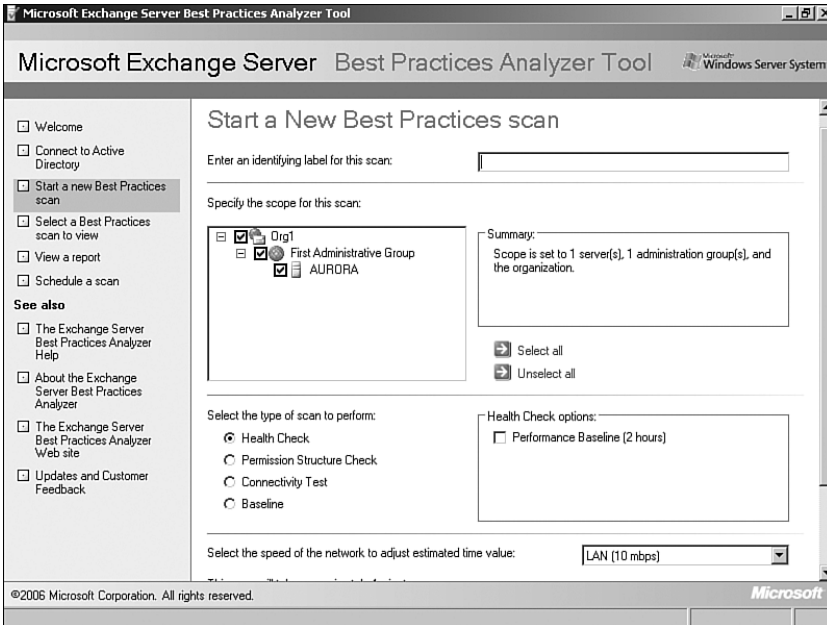 Microsoft Exchange Server Best Practices Analyzer Tool
Microsoft Exchange Server Best Practices Analyzer Tool
Microsoft
Windows Server System
Welcome
Connect to Active
Directory
Start a new Best Practices
scan
Select a Best Practices
scan to view
View a report
Schedule a scan
See also
The Exchange Server
Best Practices Analyzer
Help
About the Exchange
Server Best Practices
Analyzer
The Exchange Server
Best Practices Analyzer
Web site
Updates and Customer
Feedback
Start a New Best Practices scan
Enter an identifying label for this scan:
Specify the scope for this scan:
Org1
First Administrative Group
AURORA
Summary:
Scope is set to 1 server(s), 1 administration group(s), and
the organization.
Select all
Unselect all
Select the type of scan to perform:
Health Check
Permission Structure Check
Connectivity Test
Baseline
Health Check options:
Performance Baseline (2 hours)
Select the speed of the network to adjust estimated time value:
LAN (10 mbps)
©2006 Microsoft Corporation. All rights reserved.
Microsoft